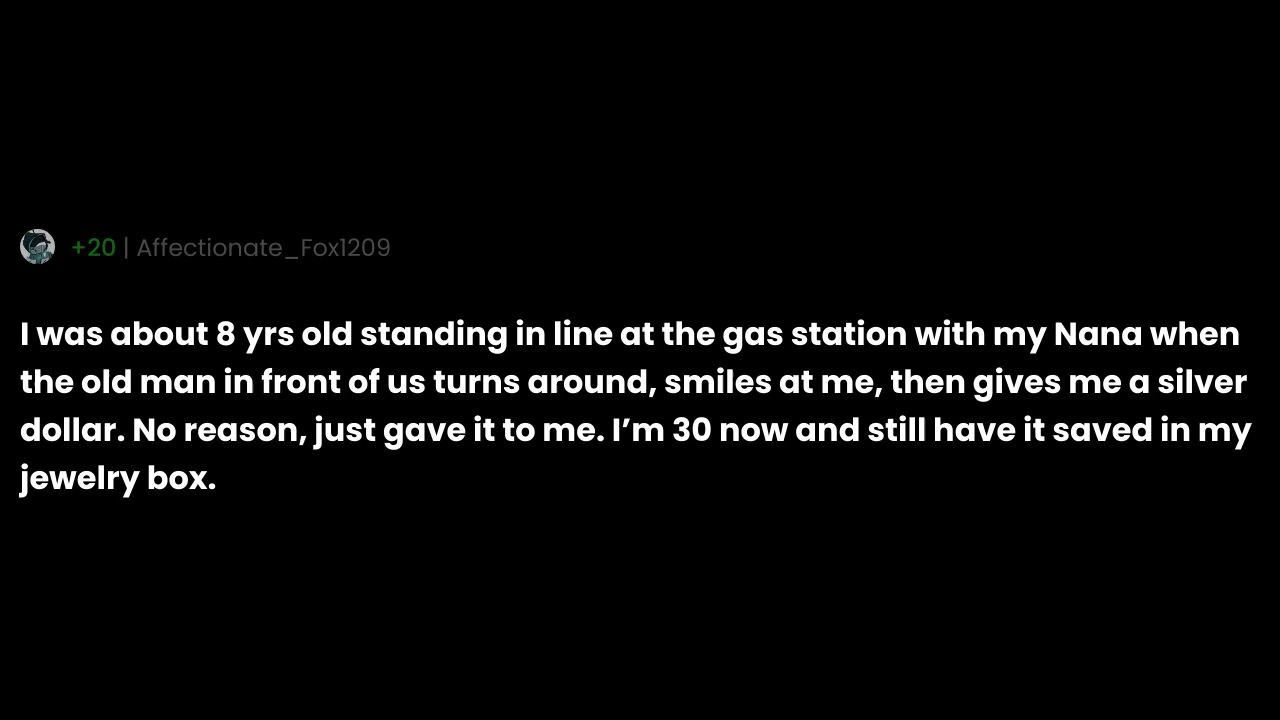 +20 | Affectionate_Fox1209
I was about 8 yrs old standing in line at the gas station with my Nana when
the old man in front of us turns around, smiles at me, then gives me a silver
dollar. No reason, just gave it to me. I’m 30 now and still have it saved in my
jewelry box.